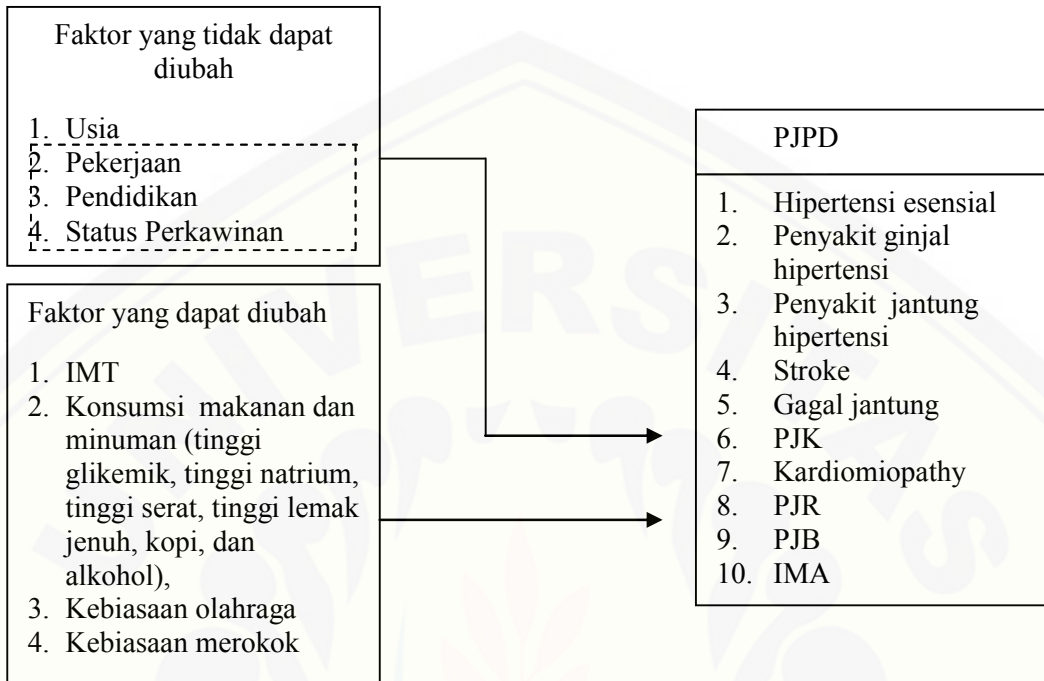 Faktor yang tidak dapat
diubah
1. Usia
2. Pekerjaan
3. Pendidikan
4. Status Perkawinan
Faktor yang dapat diubah
1. IMT
2. Konsumsi makanan dan
minuman (tinggi
glikemik, tinggi natrium,
tinggi serat, tinggi lemak
jenuh, kopi, dan
alkohol),
3. Kebiasaan olahraga
4. Kebiasaan merokok
PJPD
1. Hipertensi esensial
2. Penyakit ginjal
hipertensi
3. Penyakit jantung
hipertensi
4. Stroke
5. Gagal jantung
6. PJK
7. Kardiomiopathy
8. PJR
9. PJB
10. IMA
UNIVERSITAS